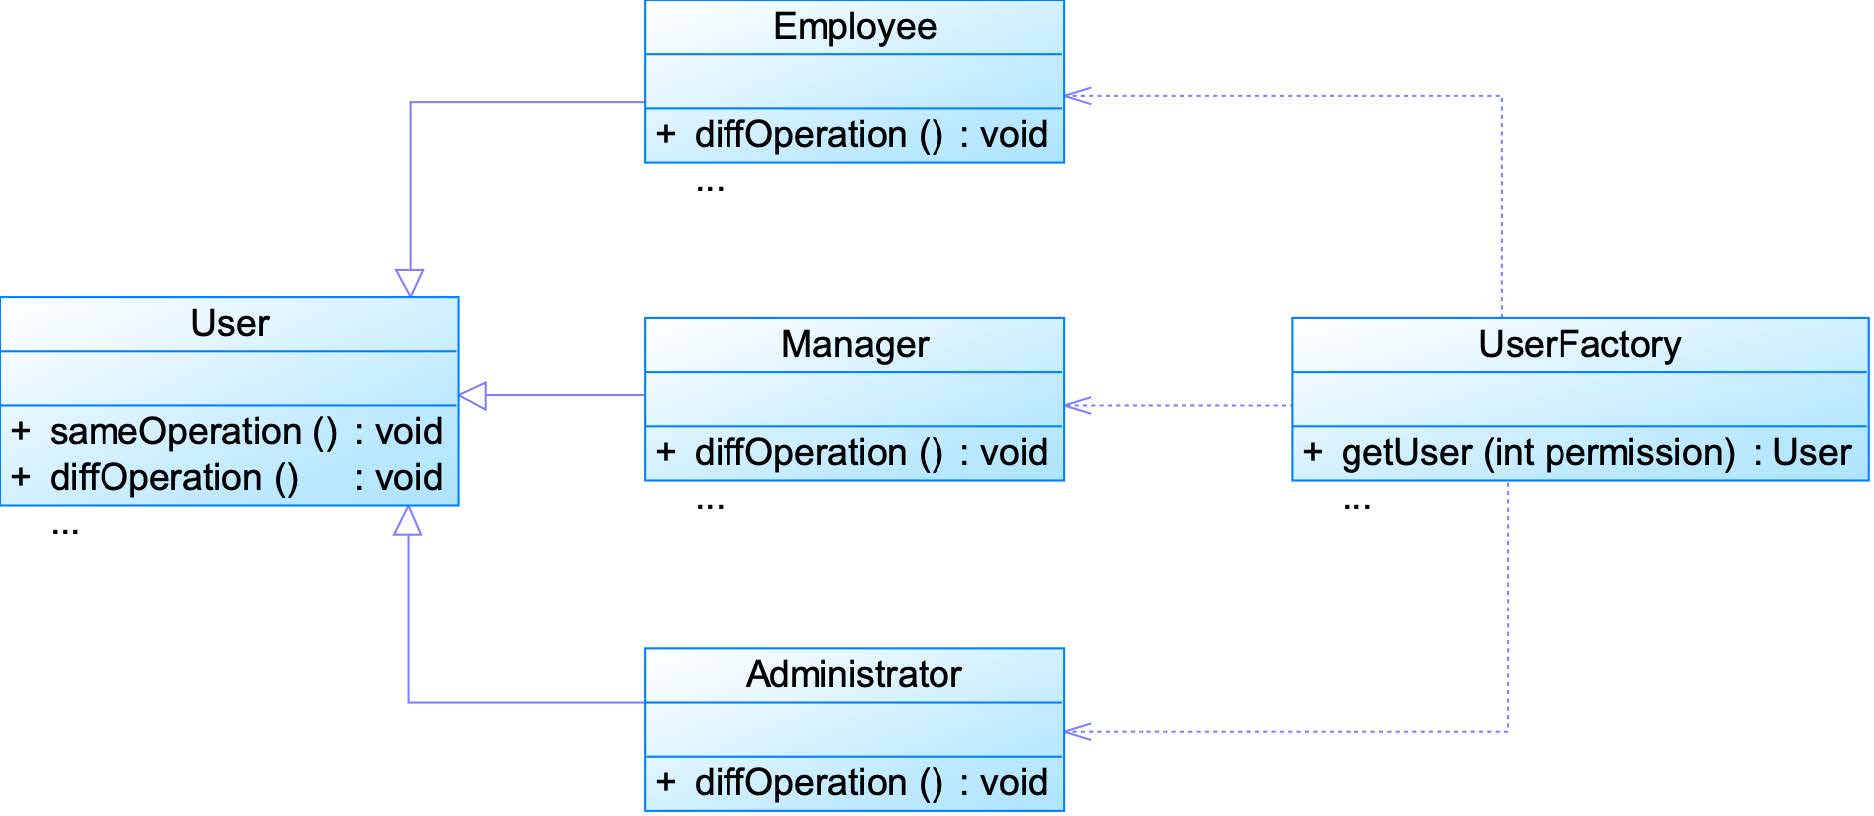 Employee
+ diffOperation () : void
...
User
+ sameOperation () : void
+ diffOperation () : void
...
Manager
+ diffOperation () : void
...
UserFactory
+ getUser (int permission) : User
...
Administrator
+ diffOperation () : void